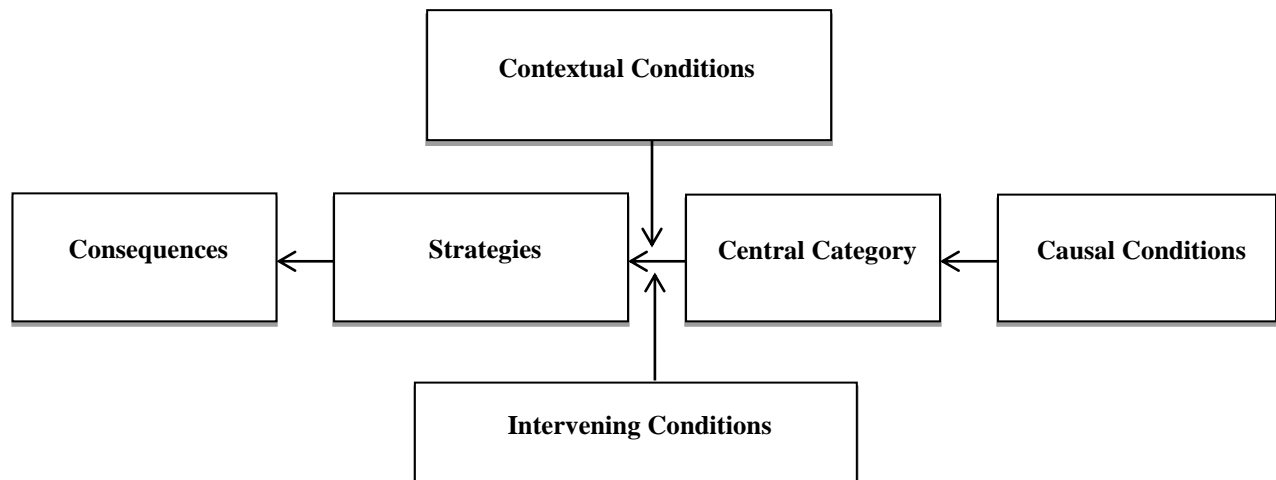 Contextual Conditions
Consequences
Strategies
Central Category
Causal Conditions
Intervening Conditions